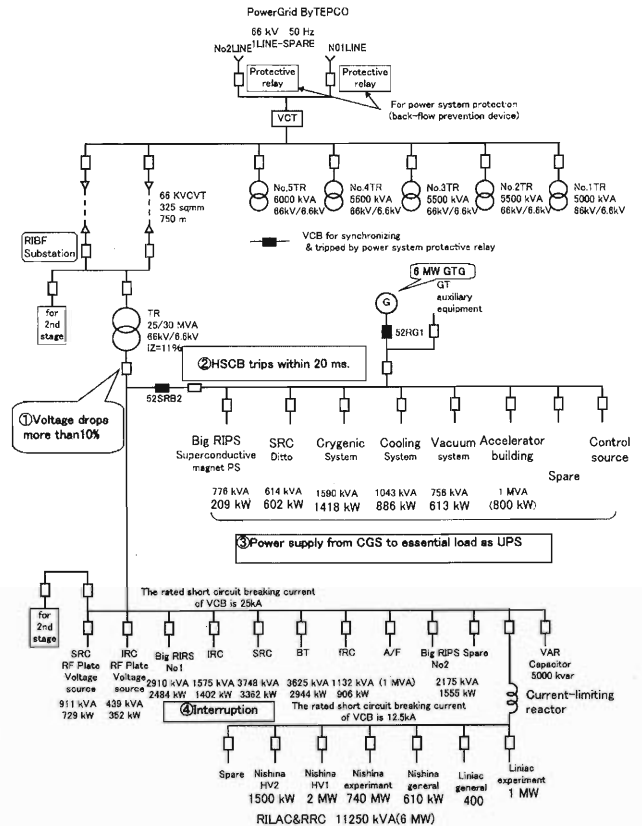 PowerGrid ByTEPCO
66 kV 50 Hz
1LINE-SPARE
No2LINE
N01LINE
Protective
relay
Protective
relay
For power system protection
(back-flow prevention device)
VCT
66 KVCVT
325 sqmm
750 m
No.5TR
6000 kVA
66kV/6.6kV
No.4TR
5500 kVA
66kV/6.6kV
No.3TR
5500 kVA
66kV/6.6kV
No.2TR
5500 kVA
66kV/6.6kV
No.1TR
5000 kVA
66kV/6.6kV
VCB for synchronizing
& tripped by power system protective relay
RIBF
Substation
6 MW GTG
GT
auxiliary
equipment
G
52RG1
for
2nd
stage
TR
25/30 MVA
66kV/6.6kV
IZ=11%
②HSCB trips within 20 ms.
52SRB2
①Voltage drops
more than10%
Big RIPS
Superconductive
magnet PS
776 kVA
209 kW
SRC
Ditto
614 kVA
602 kW
Crygenic
System
1590 kVA
1418 kW
Cooling
System
1043 kVA
886 kW
Vacuum
system
756 kVA
613 kW
Accelerator
building
1 MVA
(800 kW)
Spare
Control
source
③Power supply from CGS to essential load as UPS
The rated short circuit breaking current
of VCB is 25kA
for
2nd
stage
SRC
RF Plate
Voltage
source
911 kVA
729 kW
IRC
RF Plate
Voltage
source
439 kVA
352 kW
Big RIRS
No1
2910 kVA
2484 kW
IRC
1575 kVA
1402 kW
SRC
3748 kVA
3362 kW
BT
3625 kVA
2944 kW
fRC
1132 kVA
906 kW
A/F
(1 MVA)
Big RIPS
No2
2175 kVA
1555 kW
Spare
VAR
Capacitor
5000 kvar
Current-limiting
reactor
④Interruption
The rated short circuit breaking current
of VCB is 12.5kA
Spare
Nishina
HV2
1500 kW
Nishina
HV1
2 MW
Nishina
experimant
740 MW
Nishina
general
610 kW
Liniac
general
400
Liniac
experiment
1 MW
RILAC&RRC 11250 kVA(6 MW)